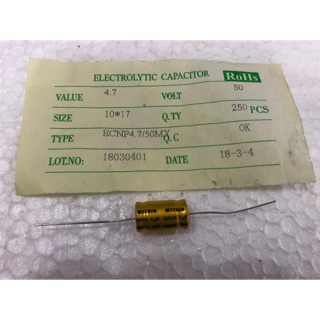 ELECTROLYTIC CAPACITOR RoHs
VALUE 4.7 VOLT 50
SIZE 10*17 Q.TY 250 PCS
TYPE ECNP4.7/50MX Q.C OK
LOT.NO: 18030401 DATE 18-3-4